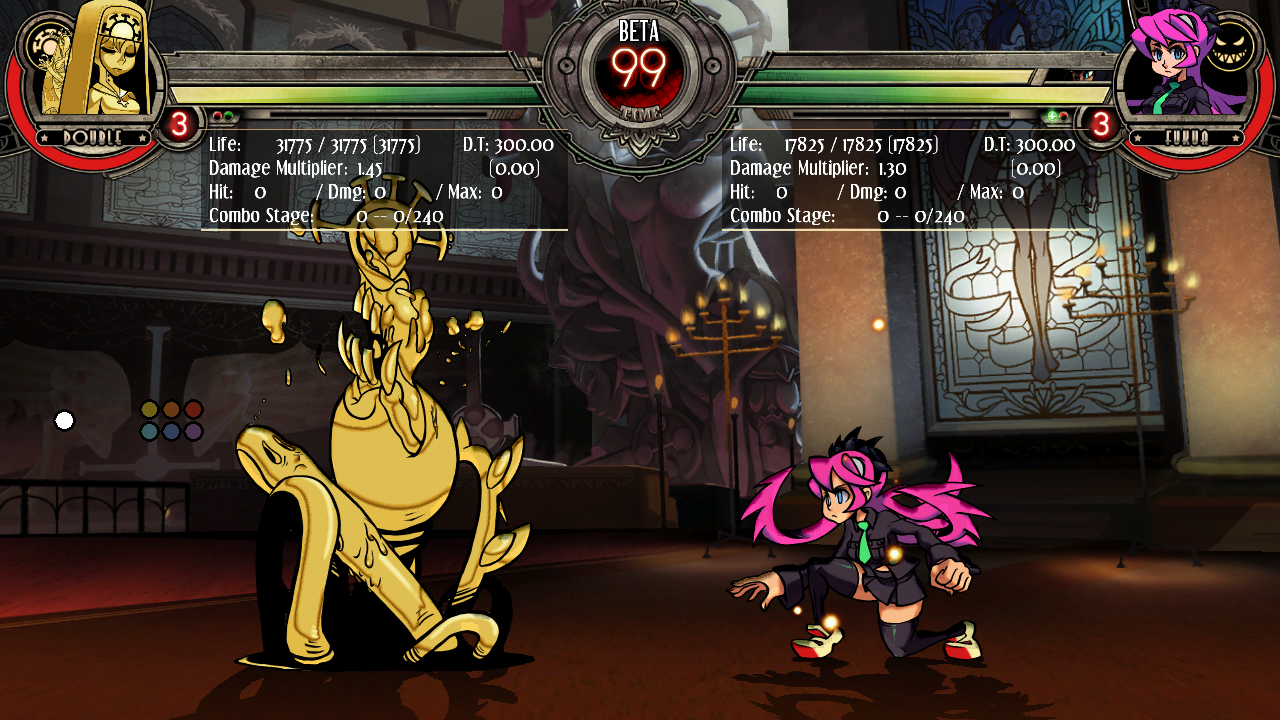 BETA
99
TIME
DOUBLE
3
3
FUKUA
Life: 31775 / 31775 [31775] D.T: 300.00
Damage Multiplier: 1.45 [0.00]
Hit: 0 / Dmg: 0 / Max: 0
Combo Stage: 0 -- 0/240
Life: 17825 / 17825 [17825] D.T: 300.00
Damage Multiplier: 1.30 [0.00]
Hit: 0 / Dmg: 0 / Max: 0
Combo Stage: 0 -- 0/240